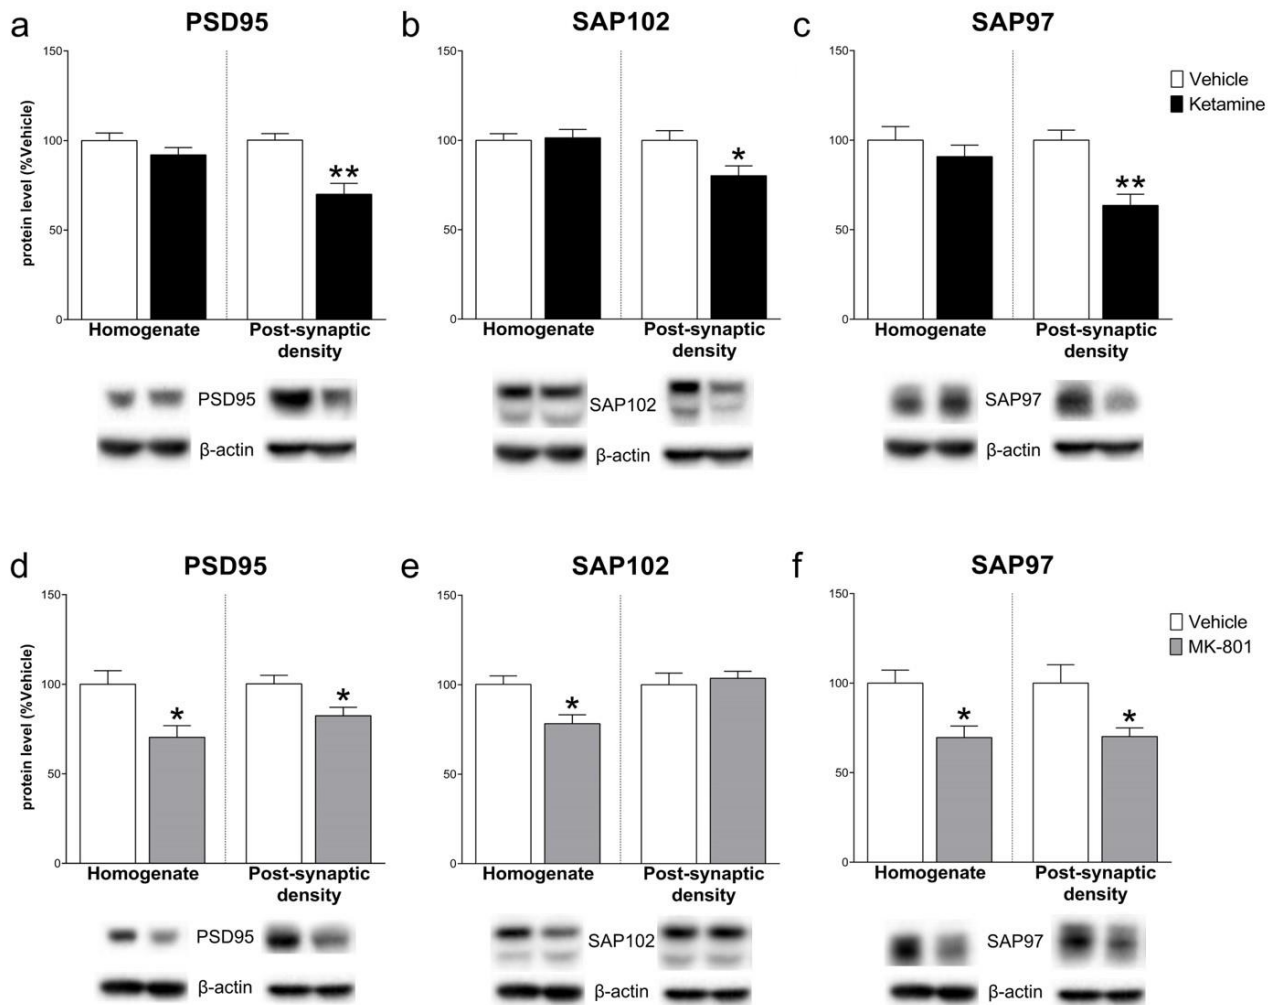 a
PSD95
b
SAP102
c
SAP97
150
100
50
0
protein level (%Vehicle)
**
Homogenate
Post-synaptic
density
150
100
50
0
*
Homogenate
Post-synaptic
density
150
100
50
0
**
Homogenate
Post-synaptic
density
Vehicle
Ketamine
PSD95
β-actin
SAP102
β-actin
SAP97
β-actin
d
PSD95
e
SAP102
f
SAP97
150
100
50
0
protein level (%Vehicle)
*
*
Homogenate
Post-synaptic
density
150
100
50
0
*
Homogenate
Post-synaptic
density
150
100
50
0
*
*
Homogenate
Post-synaptic
density
Vehicle
MK-801
PSD95
β-actin
SAP102
β-actin
SAP97
β-actin